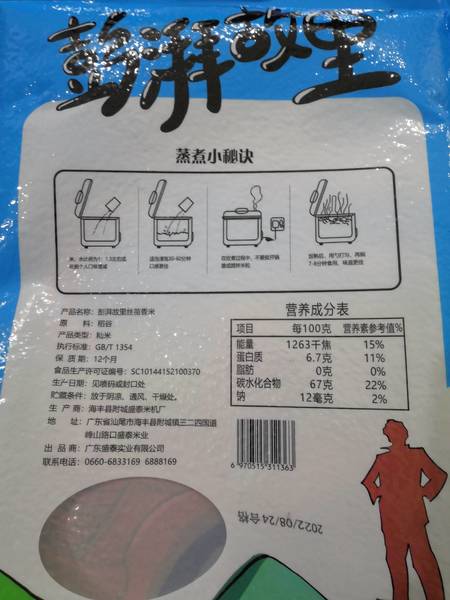 彭湃故里
蒸煮小秘诀
产品名称：彭湃故里丝苗香米
原 料：稻谷
产品类型：籼米
执行标准：GB/T 1354
保 质 期：12个月
食品生产许可证编号：SC10144152100370
生产日期：见喷码或封口处
贮藏条件：放于阴凉、通风、干燥处。
生 产 商：海丰县附城盛泰米机厂
地 址：广东省汕尾市海丰县附城镇三二四国道
峰山路口盛泰米业
出 品 商：广东盛泰实业有限公司
联系电话：0660-6833169 6888169
营养成分表
项目 每100克 营养素参考值%
能量 1263千焦 15%
蛋白质 6.7克 11%
脂肪 0克 0%
碳水化合物 67克 22%
钠 12毫克 2%
6 970515 311363
2022/08/24合格